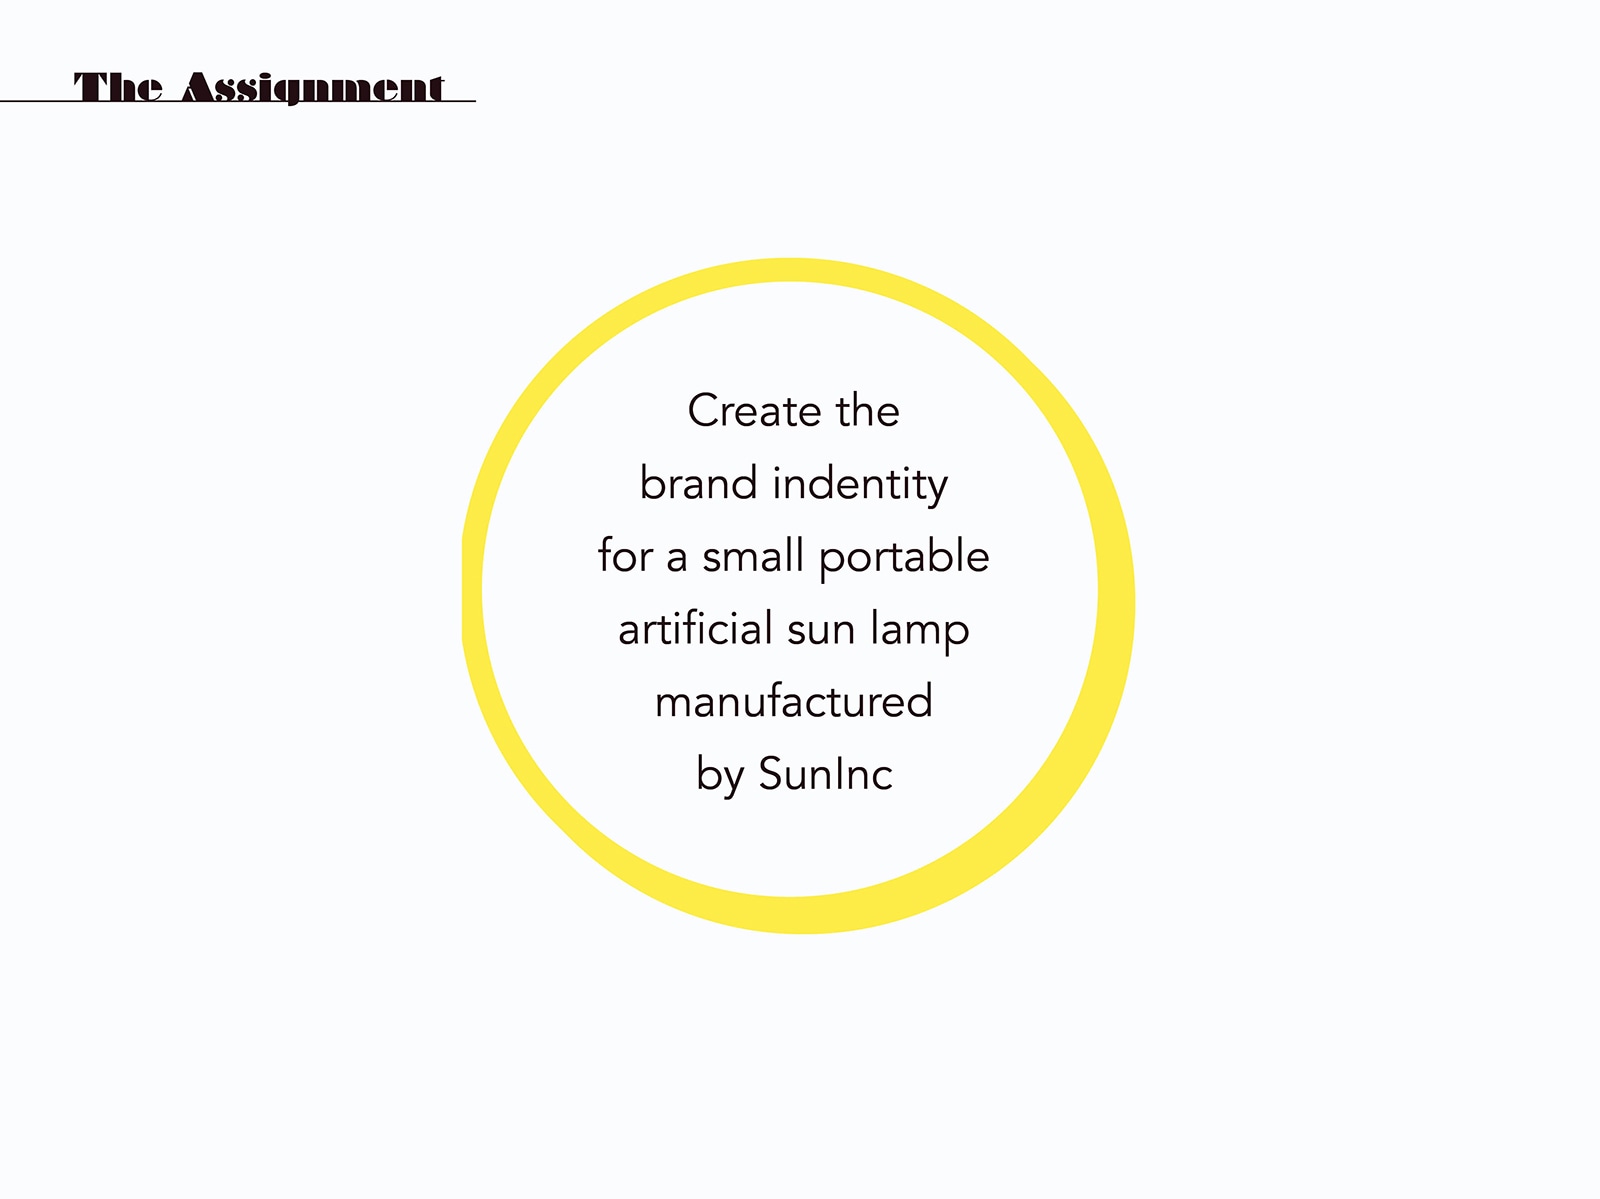 The Assignment
Create the
brand indentity
for a small portable
artificial sun lamp
manufactured
by SunInc